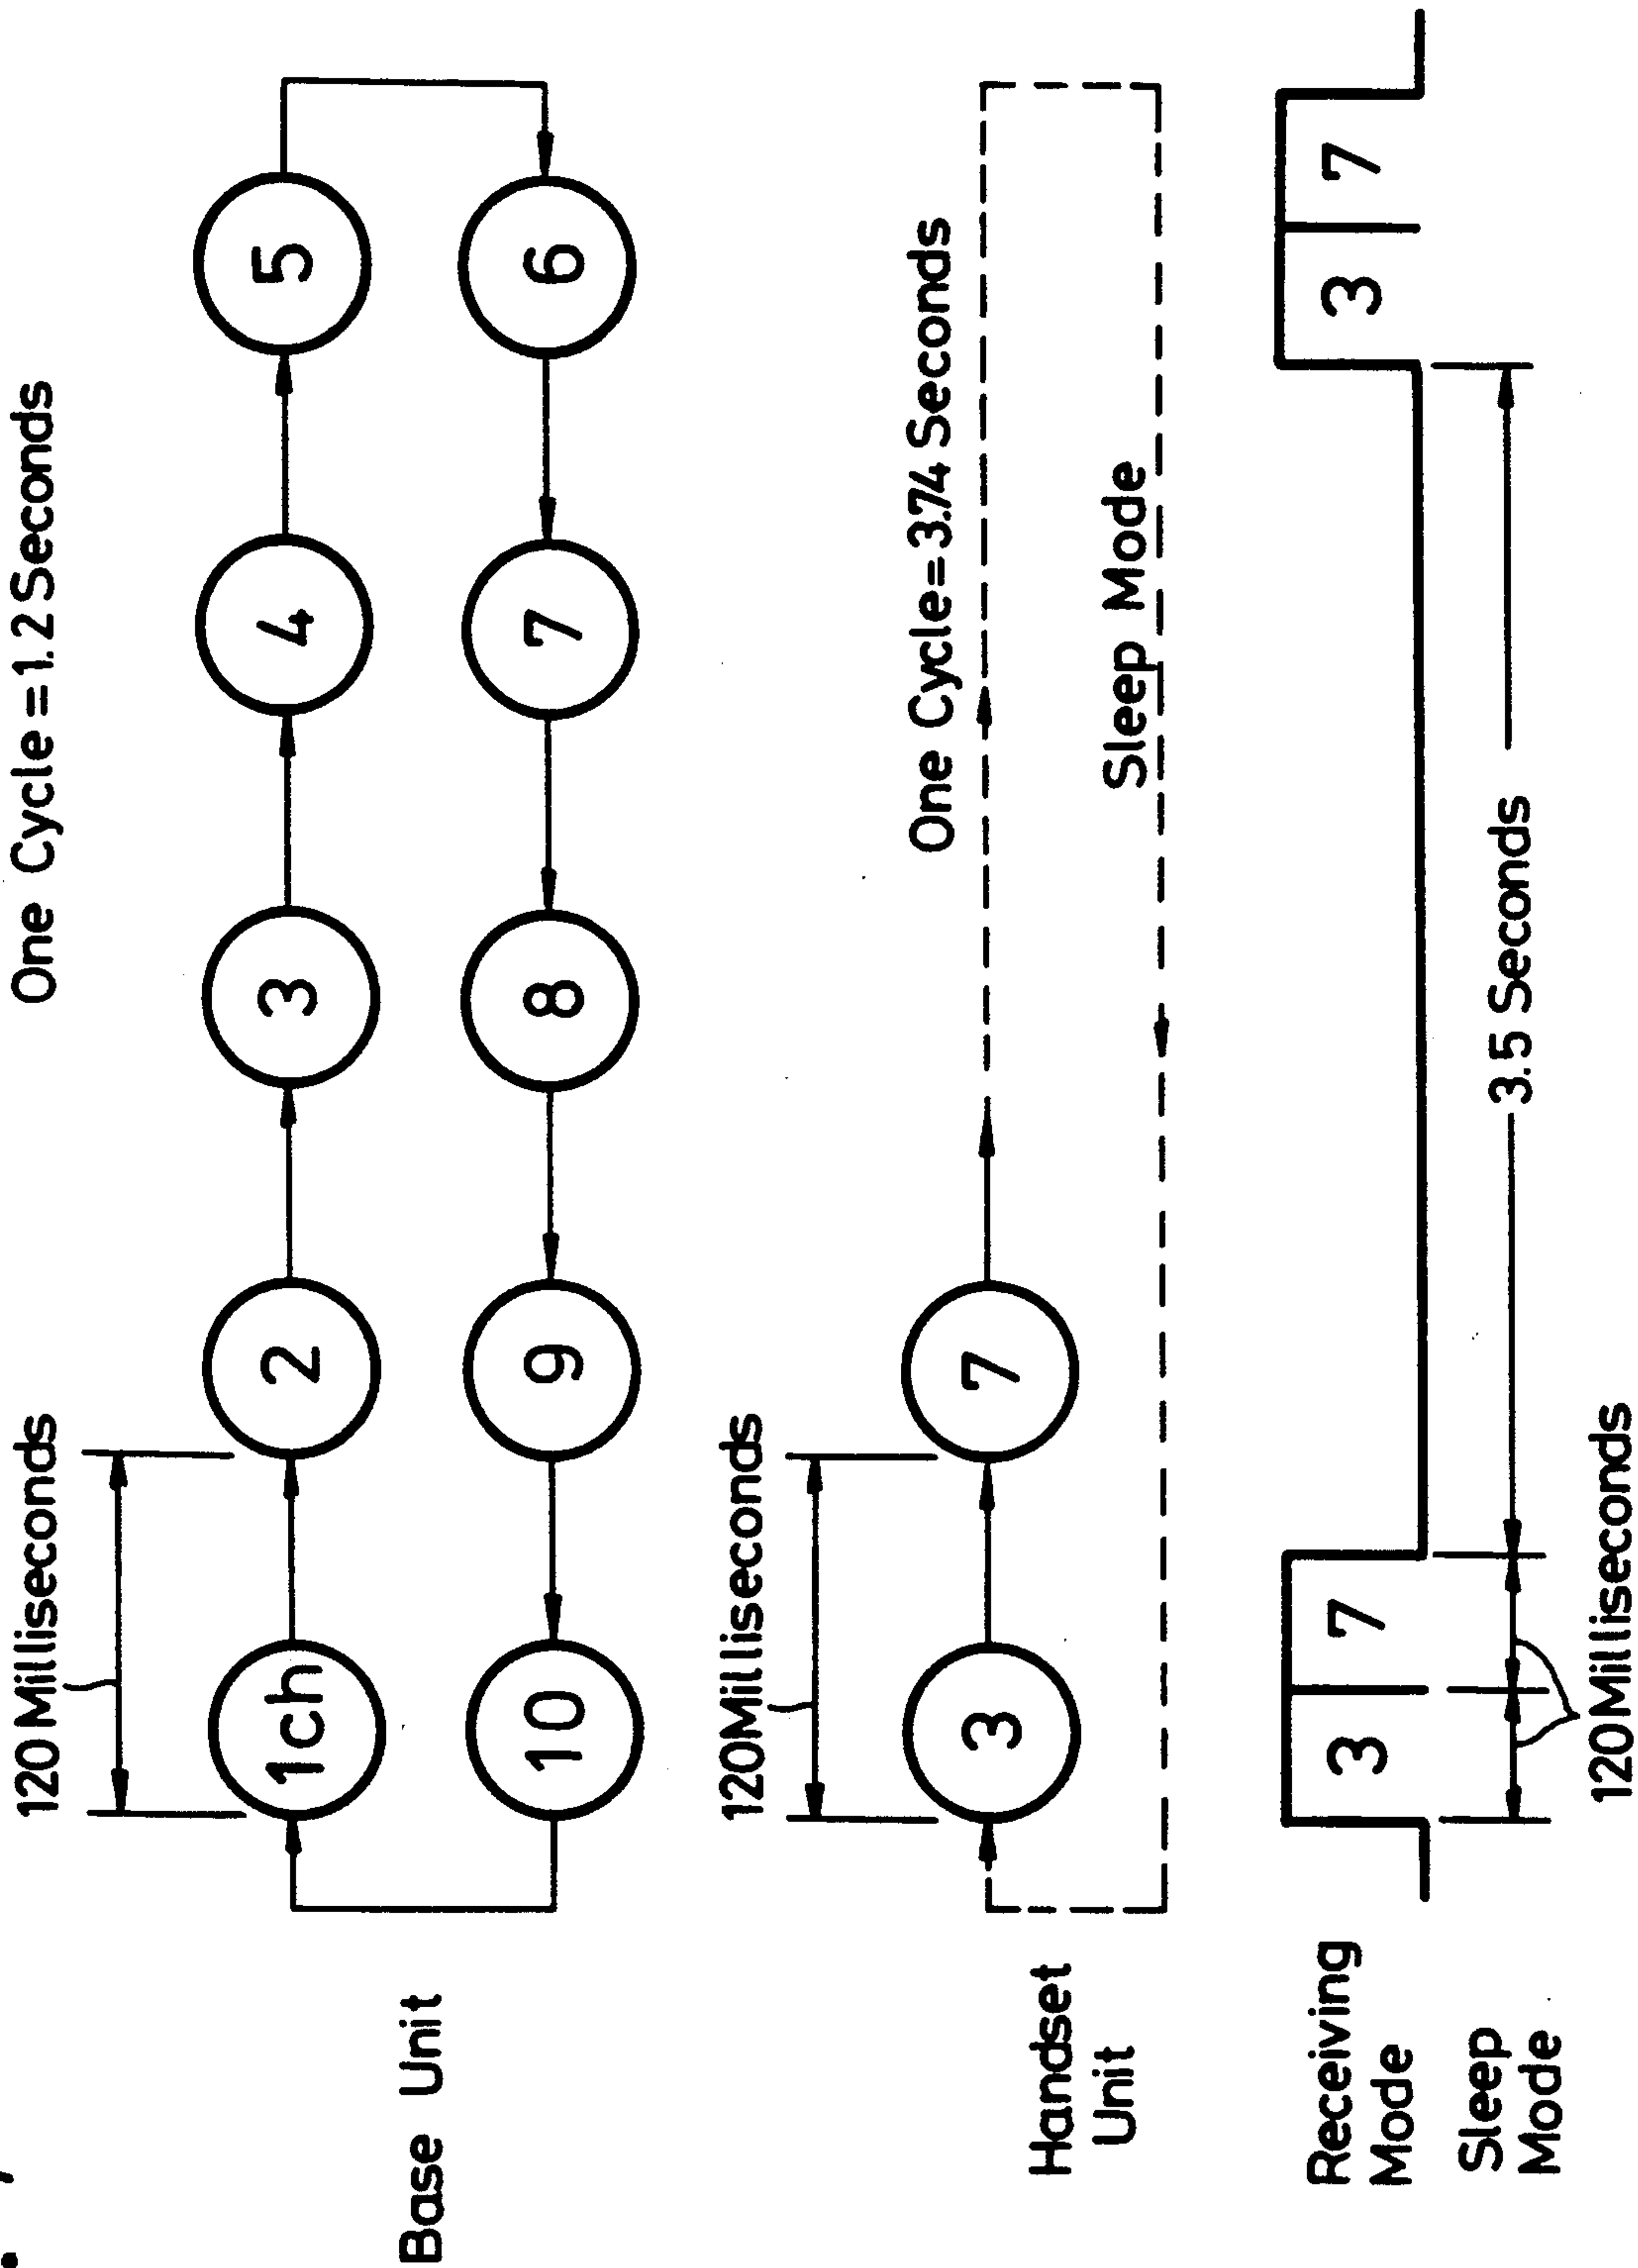 One Cycle=1.2 Seconds
120 Milliseconds
1ch 2 3 4 5
Base Unit
10 9 8 7 6
120 Milliseconds
One Cycle=3.74 Seconds
3 7
Handset
Unit
Sleep Mode
Receiving
Mode
3 7 3 7
Sleep
Mode
3.5 Seconds
120 Milliseconds